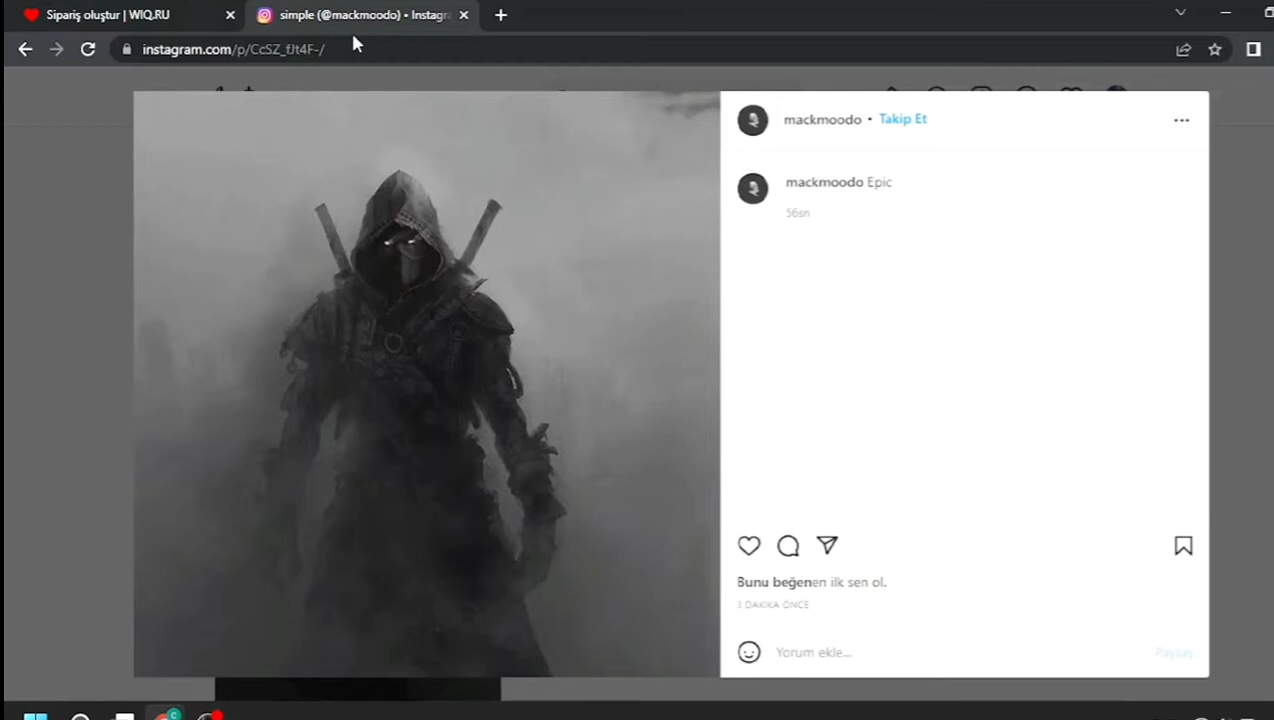 Sipariş oluştur | WIQ.RU
simple (@mackmoodo) • Instagr
instagram.com/p/CcSZ_fJt4F-/
mackmoodo • Takip Et
mackmoodo Epic
56sn
Bunu beğenen ilk sen ol.
3 DAKİKA ÖNCE
Yorum ekle...
Paylaş